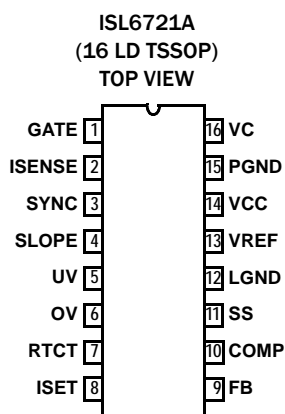 ISL6721A
(16 LD TSSOP)
TOP VIEW
GATE 1 16 VC
ISENSE 2 15 PGND
SYNC 3 14 VCC
SLOPE 4 13 VREF
UV 5 12 LGND
OV 6 11 SS
RTCT 7 10 COMP
ISET 8 9 FB